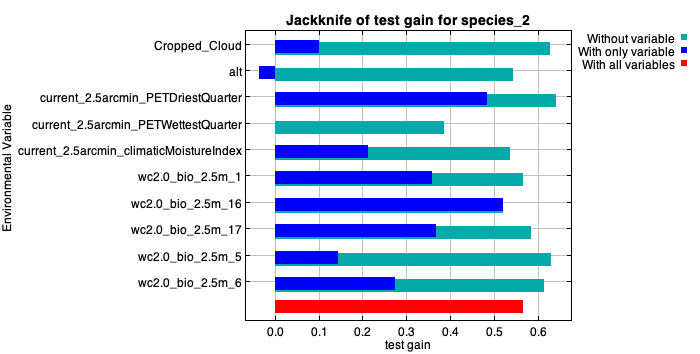 Jackknife of test gain for species_2
Without variable
With only variable
With all variables
Environmental Variable
Cropped_Cloud
alt
current_2.5arcmin_PETDriestQuarter
current_2.5arcmin_PETWettestQuarter
current_2.5arcmin_climaticMoistureIndex
wc2.0_bio_2.5m_1
wc2.0_bio_2.5m_16
wc2.0_bio_2.5m_17
wc2.0_bio_2.5m_5
wc2.0_bio_2.5m_6
0.0 0.1 0.2 0.3 0.4 0.5 0.6
test gain